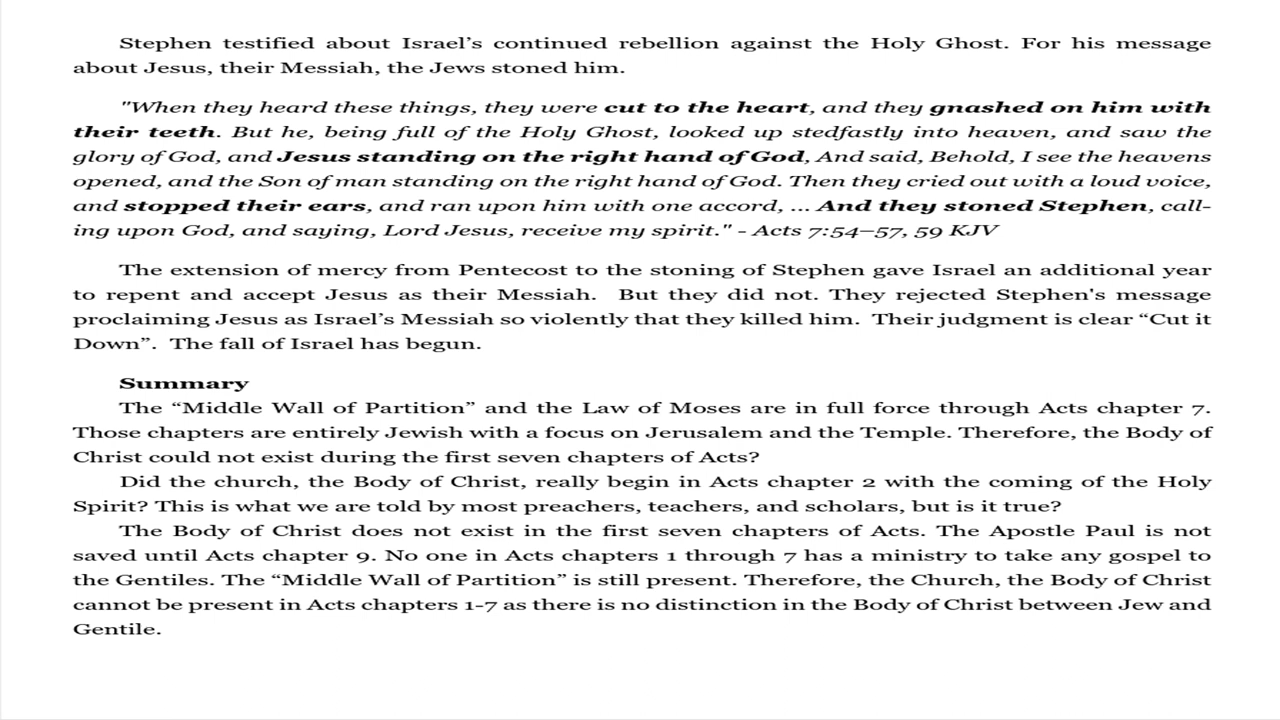 Stephen testified about Israel’s continued rebellion against the Holy Ghost. For his message
about Jesus, their Messiah, the Jews stoned him.
"When they heard these things, they were cut to the heart, and they gnashed on him with
their teeth. But he, being full of the Holy Ghost, looked up stedfastly into heaven, and saw the
glory of God, and Jesus standing on the right hand of God, And said, Behold, I see the heavens
opened, and the Son of man standing on the right hand of God. Then they cried out with a loud voice,
and stopped their ears, and ran upon him with one accord, ... And they stoned Stephen, call-
ing upon God, and saying, Lord Jesus, receive my spirit." - Acts 7:54–57, 59 KJV
The extension of mercy from Pentecost to the stoning of Stephen gave Israel an additional year
to repent and accept Jesus as their Messiah.  But they did not. They rejected Stephen's message
proclaiming Jesus as Israel’s Messiah so violently that they killed him.  Their judgment is clear “Cut it
Down”.  The fall of Israel has begun.
Summary
The “Middle Wall of Partition” and the Law of Moses are in full force through Acts chapter 7.
Those chapters are entirely Jewish with a focus on Jerusalem and the Temple. Therefore, the Body of
Christ could not exist during the first seven chapters of Acts?
Did the church, the Body of Christ, really begin in Acts chapter 2 with the coming of the Holy
Spirit? This is what we are told by most preachers, teachers, and scholars, but is it true?
The Body of Christ does not exist in the first seven chapters of Acts. The Apostle Paul is not
saved until Acts chapter 9. No one in Acts chapters 1 through 7 has a ministry to take any gospel to
the Gentiles. The “Middle Wall of Partition” is still present. Therefore, the Church, the Body of Christ
cannot be present in Acts chapters 1-7 as there is no distinction in the Body of Christ between Jew and
Gentile.